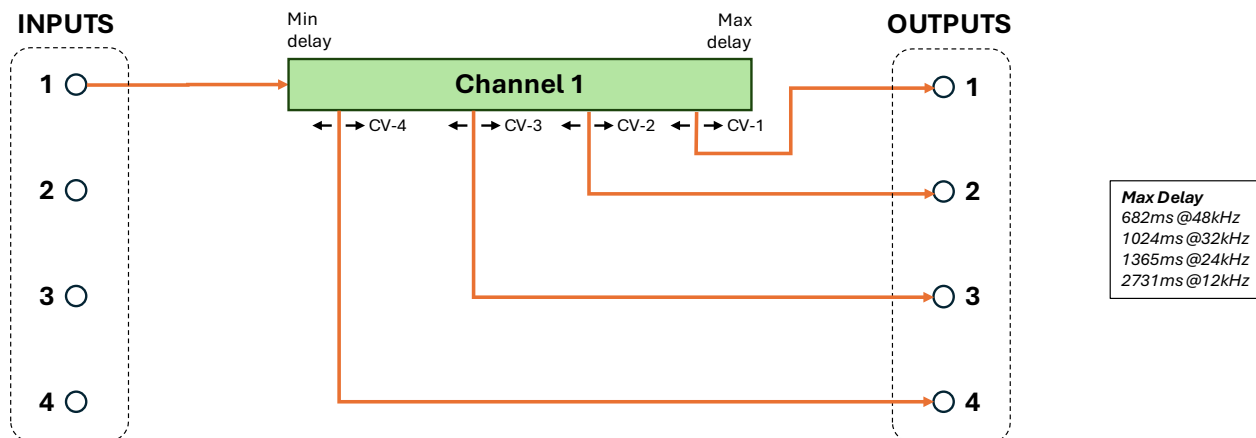 INPUTS
Min
delay
Max
delay
OUTPUTS
1
Channel 1
1
CV-4
CV-3
CV-2
CV-1
2
2
Max Delay
682ms @48kHz
1024ms @32kHz
1365ms @24kHz
2731ms @12kHz
3
3
4
4